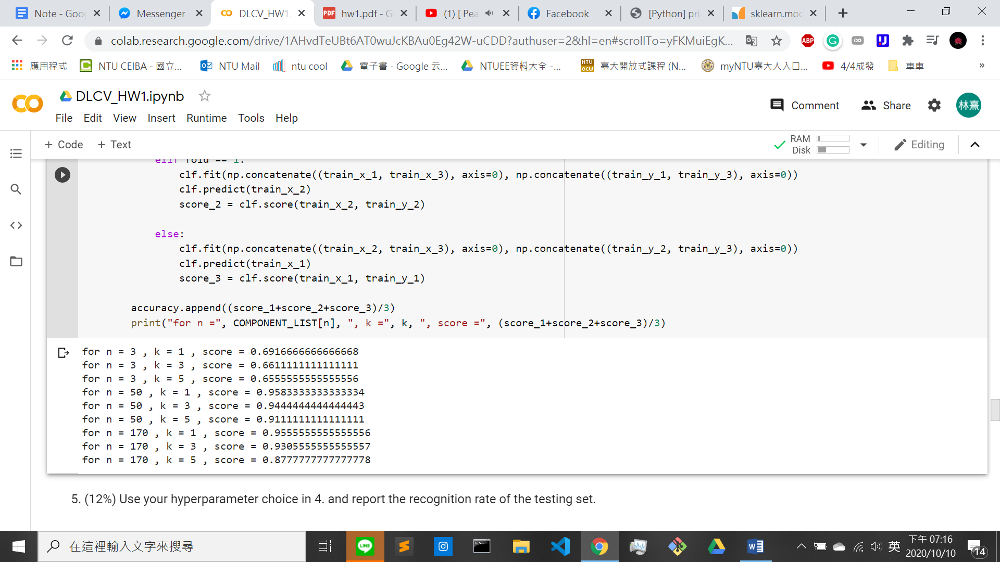 Note - Goo
Messenger
DLCV_HW1.
PDF
hw1.pdf - G
(1) [ Pea
Facebook
[Python] pri
sklearn.mod
colab.research.google.com/drive/1AHvdTeUBt6AT0wuJcKBAu0Eg42W-uCDD?authuser=2&hl=en#scrollTo=yFKMuiEgK...
ABP
應用程式
NTU CEIBA - 國立...
NTU Mail
ntu cool
電子書 - Google 云...
NTUEE資料大全 -...
NTU OCW
臺大開放式課程 (N...
myNTU臺大人入口...
4/4成發
車車
DLCV_HW1.ipynb
Comment
Share
林熹
File Edit View Insert Runtime Tools Help
+ Code + Text
RAM
Disk
Editing
elif fold == 1:
clf.fit(np.concatenate((train_x_1, train_x_3), axis=0), np.concatenate((train_y_1, train_y_3), axis=0))
clf.predict(train_x_2)
score_2 = clf.score(train_x_2, train_y_2)
else:
clf.fit(np.concatenate((train_x_2, train_x_3), axis=0), np.concatenate((train_y_2, train_y_3), axis=0))
clf.predict(train_x_1)
score_3 = clf.score(train_x_1, train_y_1)
accuracy.append((score_1+score_2+score_3)/3)
print("for n =", COMPONENT_LIST[n], ", k =", k, ", score =", (score_1+score_2+score_3)/3)
for n = 3 , k = 1 , score = 0.6916666666666668
for n = 3 , k = 3 , score = 0.6611111111111111
for n = 3 , k = 5 , score = 0.6555555555555556
for n = 50 , k = 1 , score = 0.9583333333333334
for n = 50 , k = 3 , score = 0.9444444444444443
for n = 50 , k = 5 , score = 0.9111111111111111
for n = 170 , k = 1 , score = 0.9555555555555556
for n = 170 , k = 3 , score = 0.9305555555555557
for n = 170 , k = 5 , score = 0.8777777777777778
5. (12%) Use your hyperparameter choice in 4. and report the recognition rate of the testing set.
在這裡輸入文字來搜尋
LINE
英
下午 07:16
2020/10/10
14